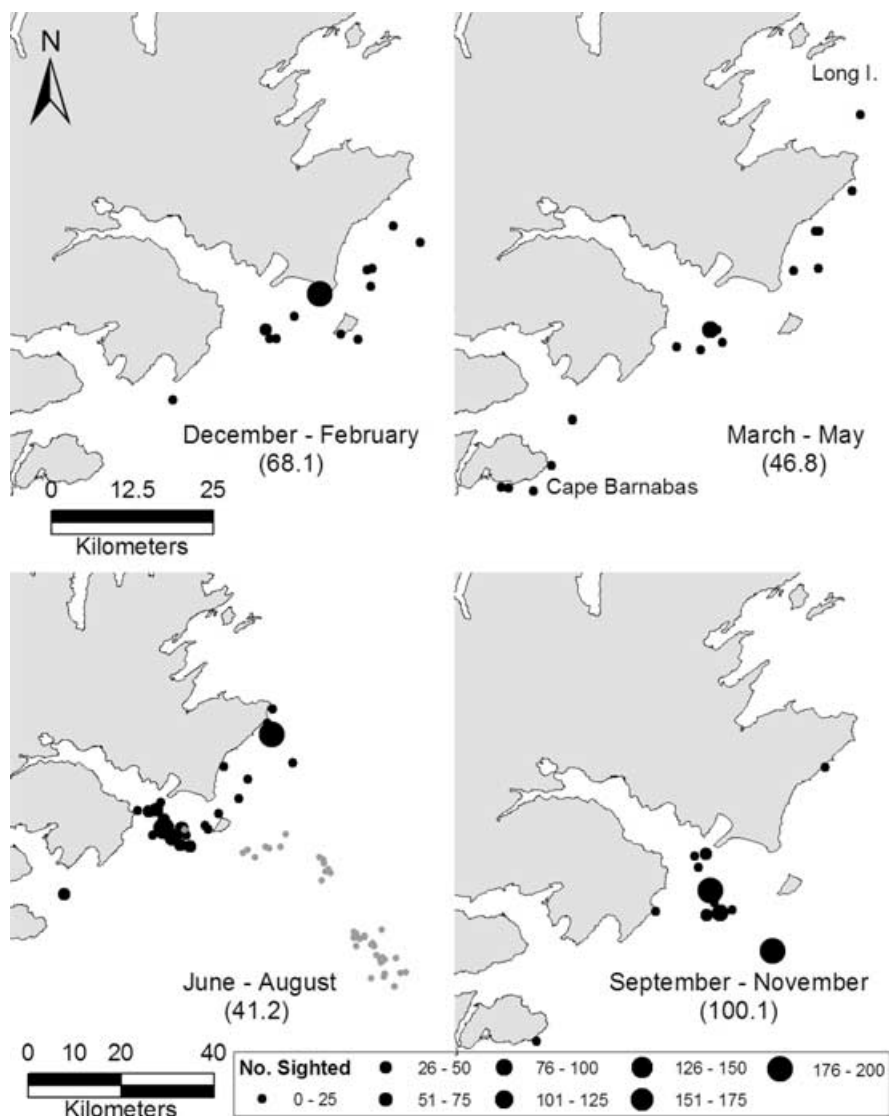 N
Long I.
December - February
(68.1)
0 12.5 25
Kilometers
March - May
(46.8)
Cape Barnabas
June - August
(41.2)
0 10 20 40
Kilometers
September - November
(100.1)
No. Sighted
0 - 25
26 - 50
51 - 75
76 - 100
101 - 125
126 - 150
151 - 175
176 - 200